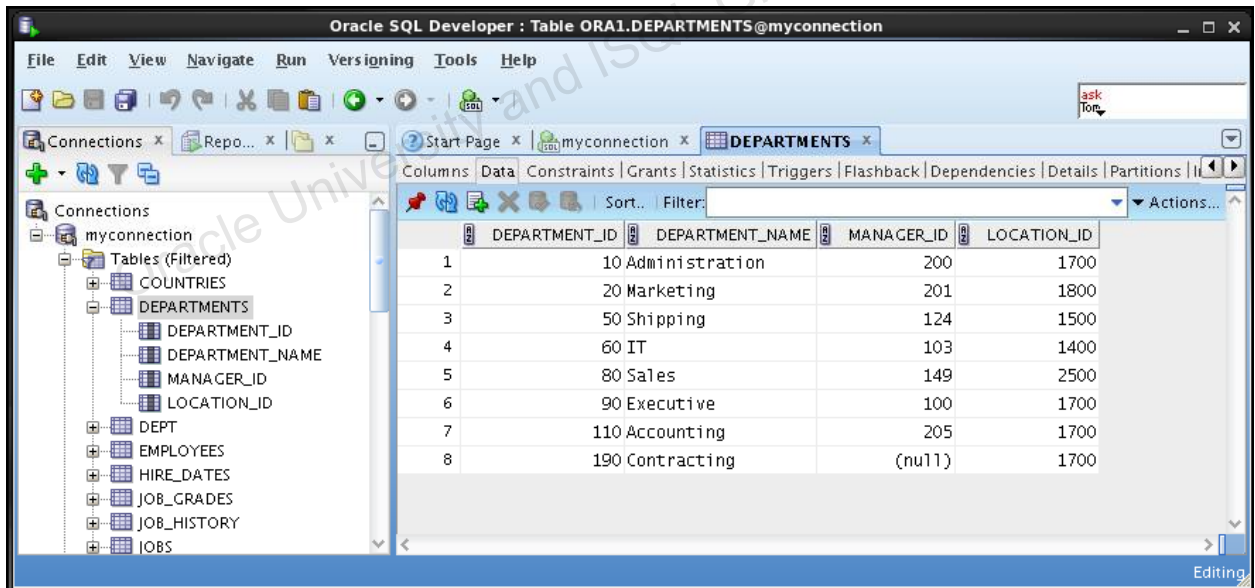 Oracle SQL Developer : Table ORA1.DEPARTMENTS@myconnection
File Edit View Navigate Run Versioning Tools Help
ask
Tom
Connections Repo...
Start Page myconnection DEPARTMENTS
Columns Data Constraints Grants Statistics Triggers Flashback Dependencies Details Partitions
Sort.. Filter: Actions...
Connections
myconnection
Tables (Filtered)
COUNTRIES
DEPARTMENTS
DEPARTMENT_ID
DEPARTMENT_NAME
MANAGER_ID
LOCATION_ID
DEPT
EMPLOYEES
HIRE_DATES
JOB_GRADES
JOB_HISTORY
JOBS
DEPARTMENT_ID DEPARTMENT_NAME MANAGER_ID LOCATION_ID
1 10 Administration 200 1700
2 20 Marketing 201 1800
3 50 Shipping 124 1500
4 60 IT 103 1400
5 80 Sales 149 2500
6 90 Executive 100 1700
7 110 Accounting 205 1700
8 190 Contracting (null) 1700
Editing
Oracle University and